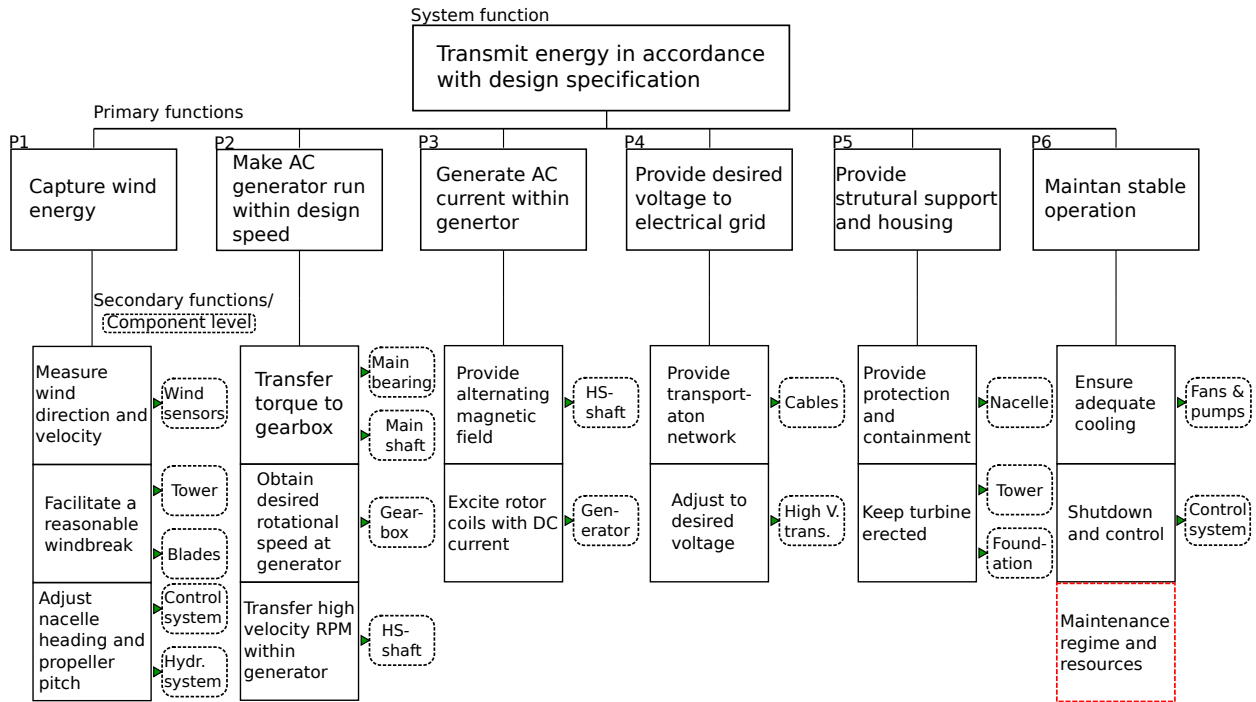 System function
Transmit energy in accordance
with design specification
Primary functions
P1
Capture wind
energy
P2
Make AC
generator run
within design
speed
P3
Generate AC
current within
genertor
P4
Provide desired
voltage to
electrical grid
P5
Provide
strutural support
and housing
P6
Maintan stable
operation
Secondary functions/
Component level
Measure
wind
direction and
velocity
Wind
sensors
Facilitate a
reasonable
windbreak
Tower
Blades
Adjust
nacelle
heading and
propeller
pitch
Control
system
Hydr.
system
Transfer
torque to
gearbox
Main
bearing
Main
shaft
Obtain
desired
rotational
speed at
generator
Gear-
box
Transfer high
velocity RPM
within
generator
HS-
shaft
Provide
alternating
magnetic
field
HS-
shaft
Excite rotor
coils with DC
current
Gen-
erator
Provide
transport-
aton
network
Cables
Adjust to
desired
voltage
High V.
trans.
Provide
protection
and
containment
Nacelle
Keep turbine
erected
Tower
Found-
ation
Ensure
adequate
cooling
Fans &
pumps
Shutdown
and control
Control
system
Maintenance
regime and
resources